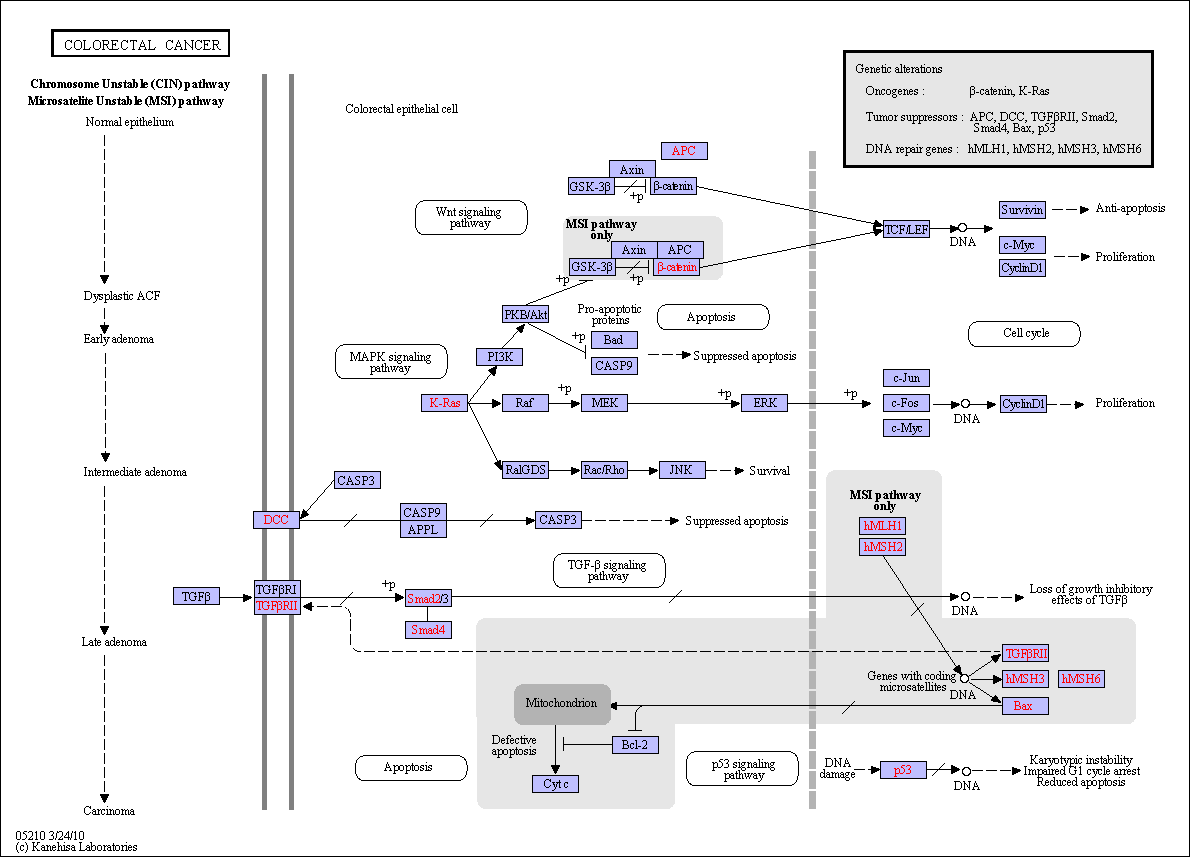 COLORECTAL CANCER
Chromosome Unstable (CIN) pathway
Microsatelite Unstable (MSI) pathway
Normal epithelium
Dysplastic ACF
Early adenoma
Intermediate adenoma
Late adenoma
Carcinoma
Colorectal epithelial cell
Genetic alterations
Oncogenes : β-catenin, K-Ras
Tumor suppressors : APC, DCC, TGFβRII, Smad2,
Smad4, Bax, p53
DNA repair genes : hMLH1, hMSH2, hMSH3, hMSH6
APC
Axin
GSK-3β
+p
β-catenin
Wnt signaling
pathway
MSI pathway
only
Axin
APC
GSK-3β
+p
β-catenin
+p
TCF/LEF
DNA
Survivin
Anti-apoptosis
c-Myc
CyclinD1
Proliferation
PKB/Akt
Pro-apoptotic
proteins
+p
Bad
CASP9
Apoptosis
Suppressed apoptosis
Cell cycle
MAPK signaling
pathway
PI3K
K-Ras
Raf
+p
MEK
+p
ERK
+p
c-Jun
c-Fos
c-Myc
DNA
CyclinD1
Proliferation
RalGDS
Rac/Rho
JNK
Survival
CASP3
DCC
CASP9
APPL
CASP3
Suppressed apoptosis
MSI pathway
only
hMLH1
hMSH2
TGF-β signaling
pathway
TGFβ
TGFβRI
TGFβRII
+p
Smad2/3
Smad4
DNA
Loss of growth inhibitory
effects of TGFβ
TGFβRII
Genes with coding
microsatellites
DNA
hMSH3
hMSH6
Bax
Mitochondrion
Defective
apoptosis
Bcl-2
Cyt c
Apoptosis
p53 signaling
pathway
DNA
damage
p53
DNA
Karyotypic instability
Impaired G1 cycle arrest
Reduced apoptosis
05210 3/24/10
(c) Kanehisa Laboratories